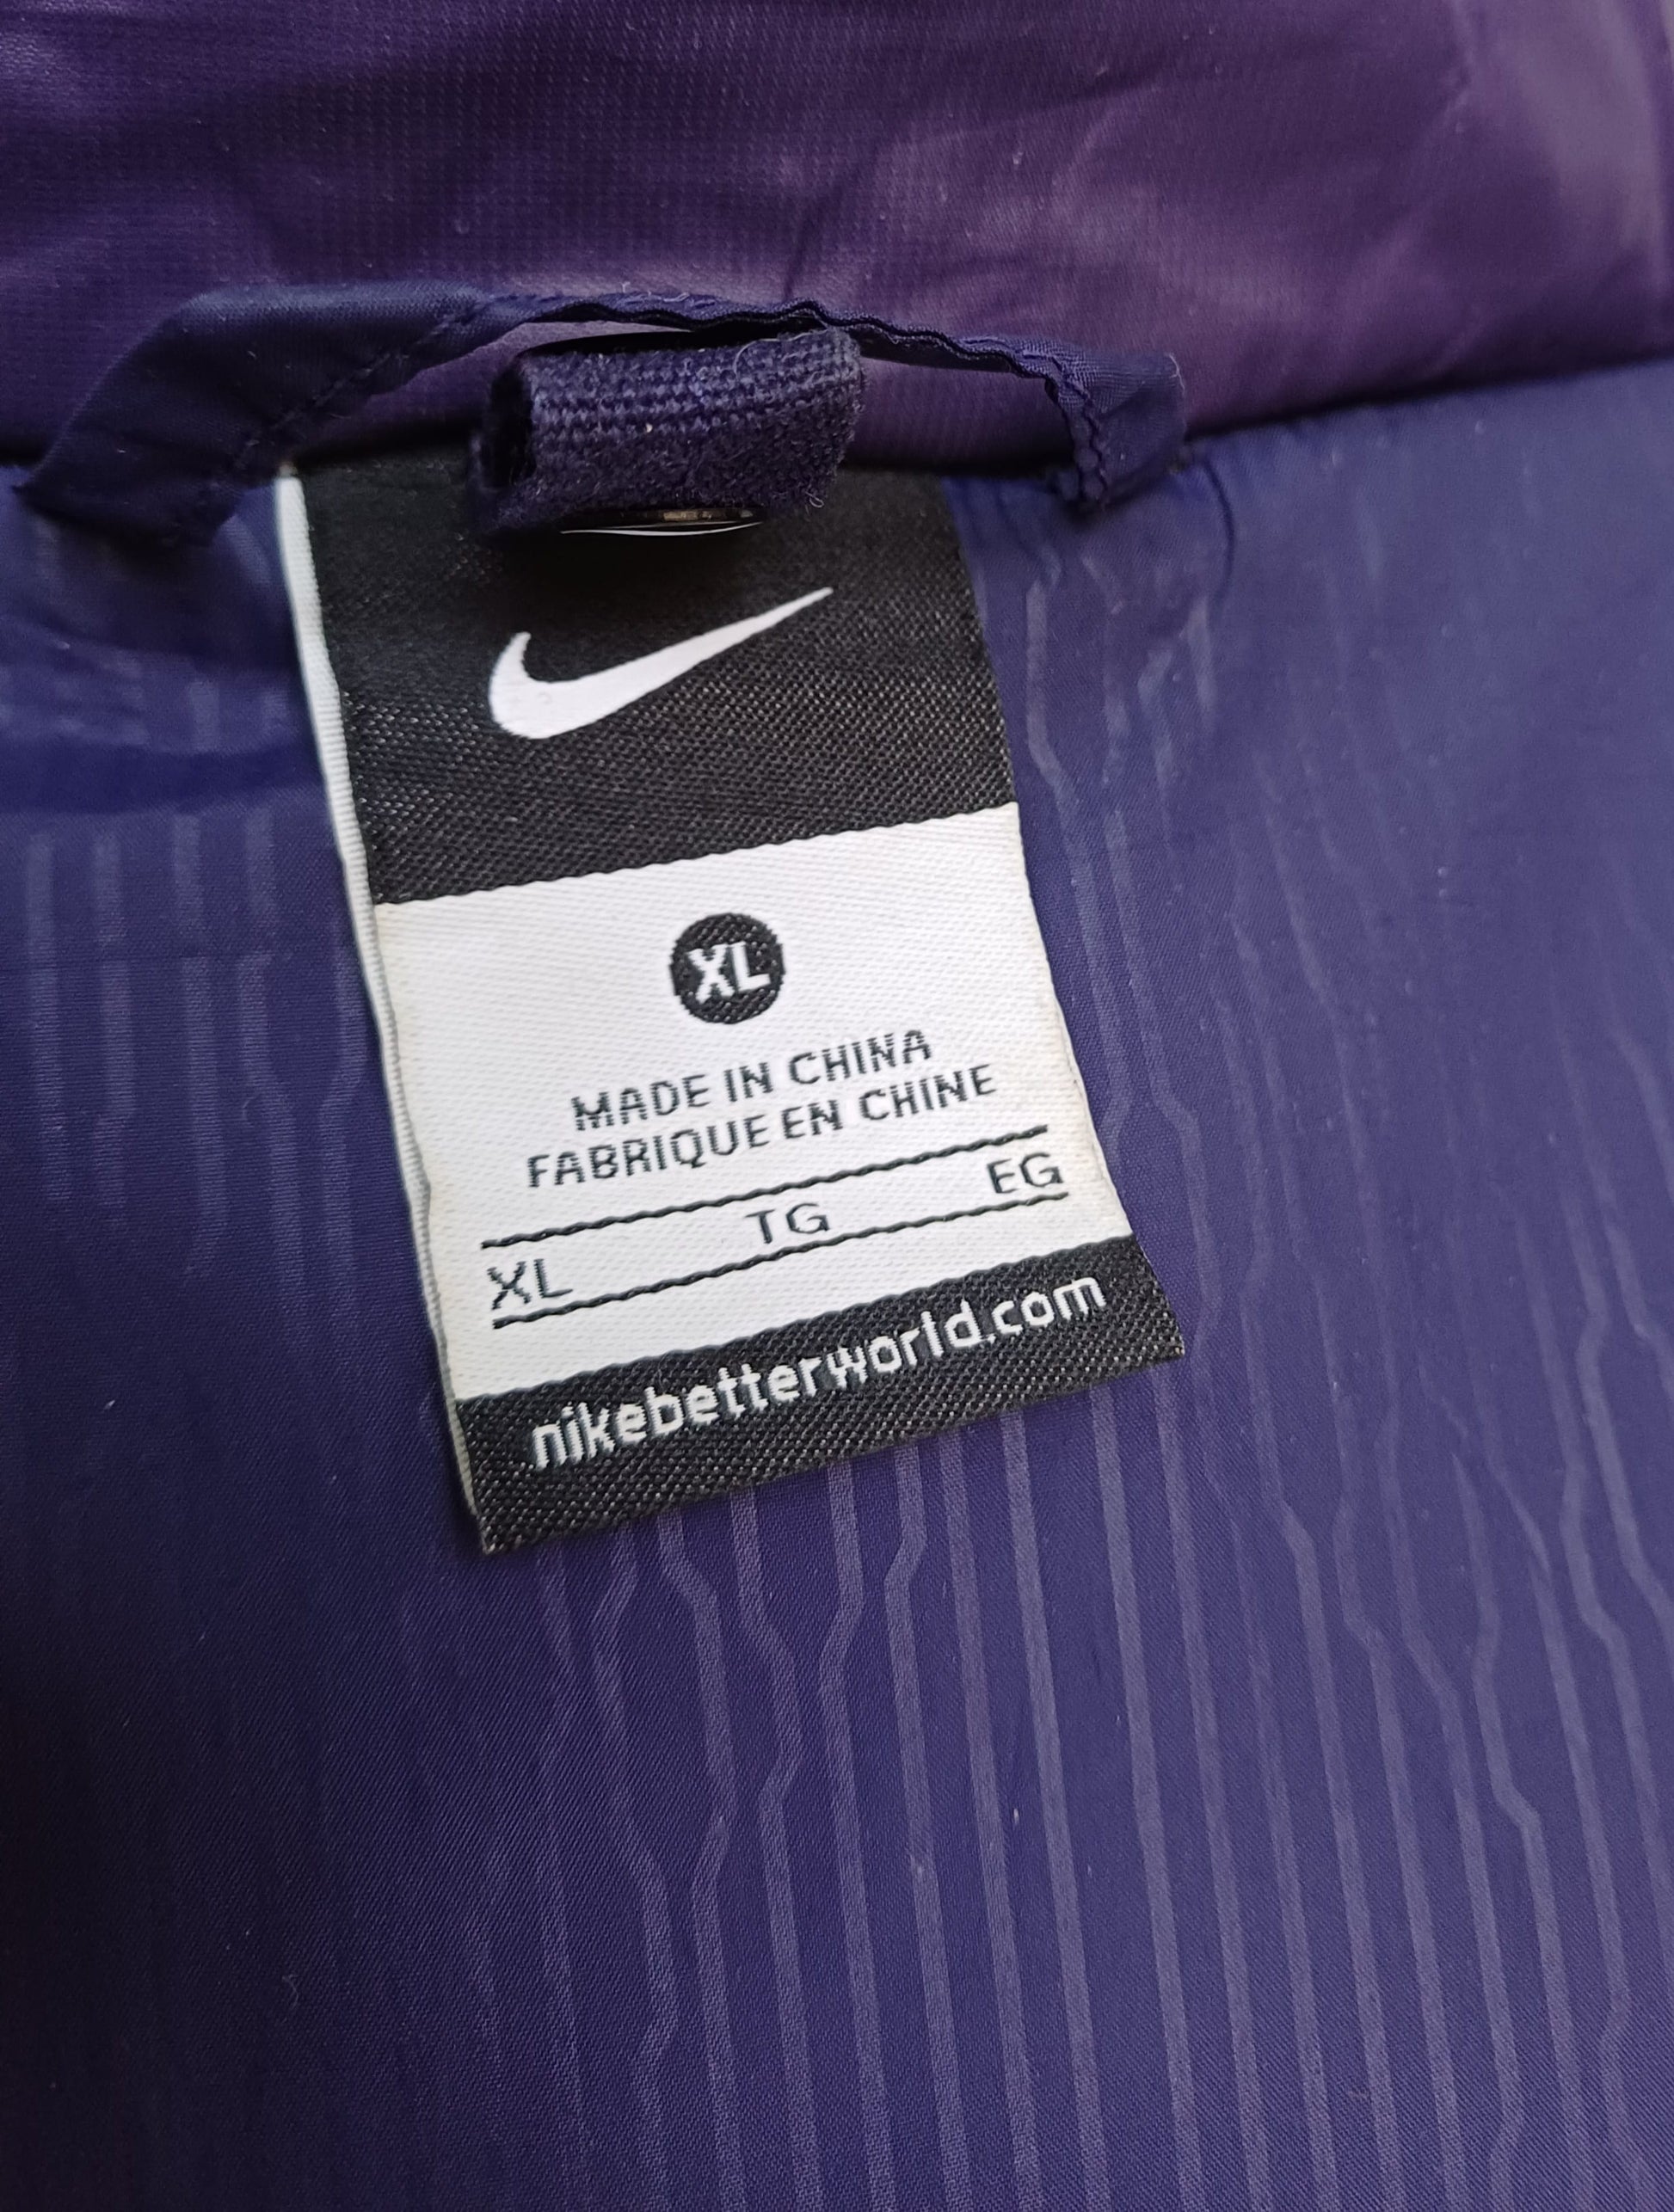 XL
MADE IN CHINA
FABRIQUE EN CHINE
XL TG EG
nikebetterworld.com